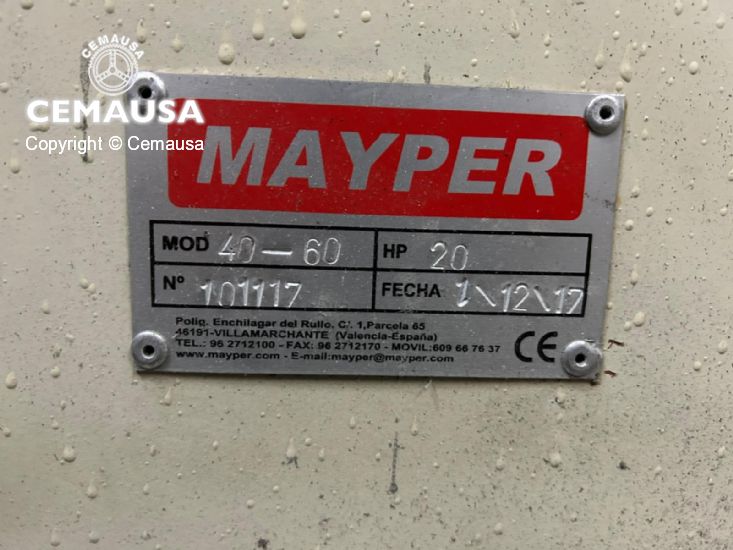 CEMAUSA
CEMAUSA
Copyright © Cemausa
MAYPER
MOD 40-60 HP 20
Nº 101117 FECHA 1\12\17
Polig. Enchilagar del Rullo, C/. 1,Parcela 65
46191-VILLAMARCHANTE (Valencia-España)
TEL.: 96 2712100 - FAX: 96 2712170 - MOVIL:609 66 76 37
www.mayper.com - E-mail:mayper@mayper.com
CE